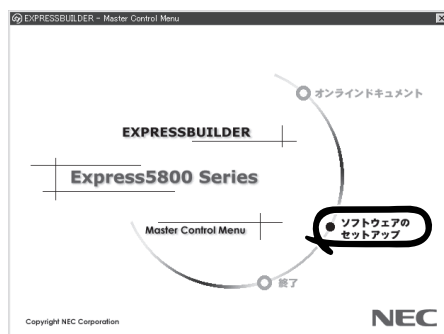 EXPRESSBUILDER - Master Control Menu
オンラインドキュメント
EXPRESSBUILDER
Express5800 Series
Master Control Menu
ソフトウェアの
セットアップ
終了
Copyright NEC Corporation
NEC